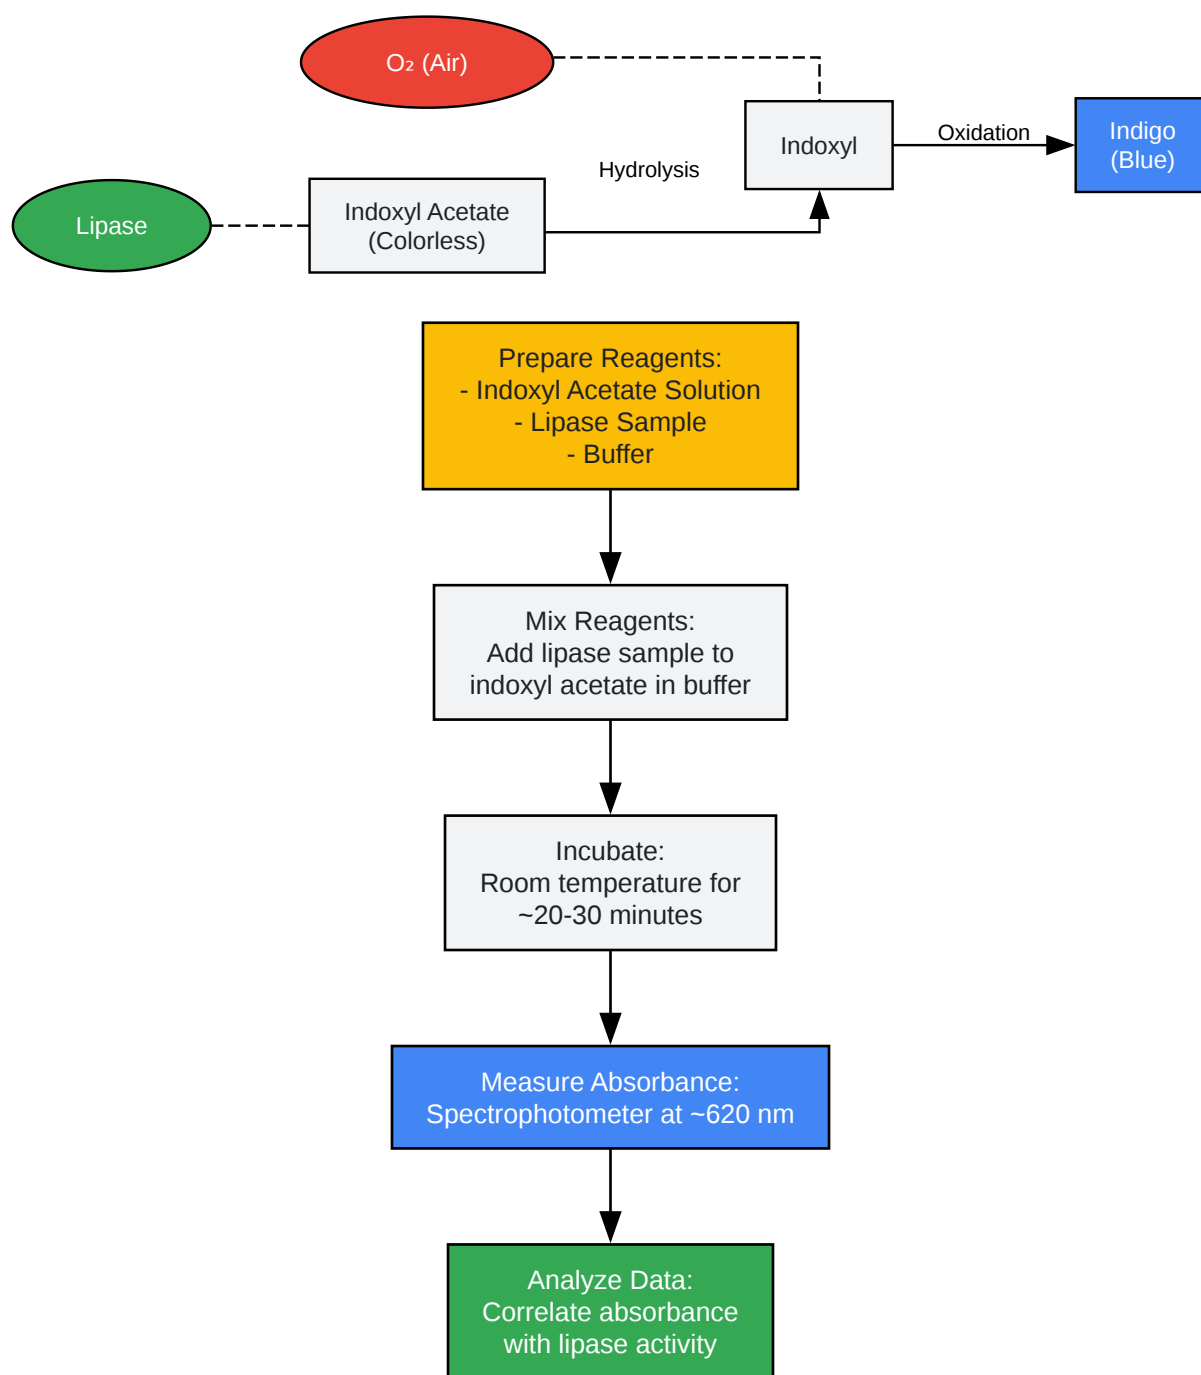 O₂ (Air)
Indoxyl
Oxidation
Indigo
(Blue)
Hydrolysis
Lipase
Indoxyl Acetate
(Colorless)
Prepare Reagents:
- Indoxyl Acetate Solution
- Lipase Sample
- Buffer
Mix Reagents:
Add lipase sample to
indoxyl acetate in buffer
Incubate:
Room temperature for
~20-30 minutes
Measure Absorbance:
Spectrophotometer at ~620 nm
Analyze Data:
Correlate absorbance
with lipase activity